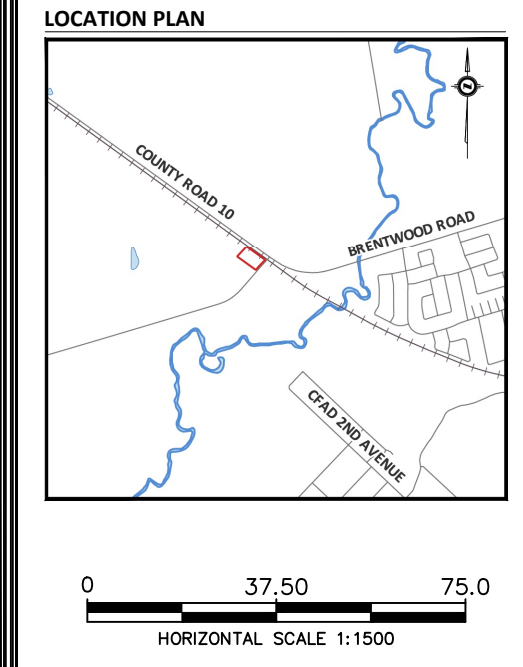 LOCATION PLAN
COUNTY ROAD 10
BRENTWOOD ROAD
CFAD 2ND AVENUE
0 37.50 75.0
HORIZONTAL SCALE 1:1500